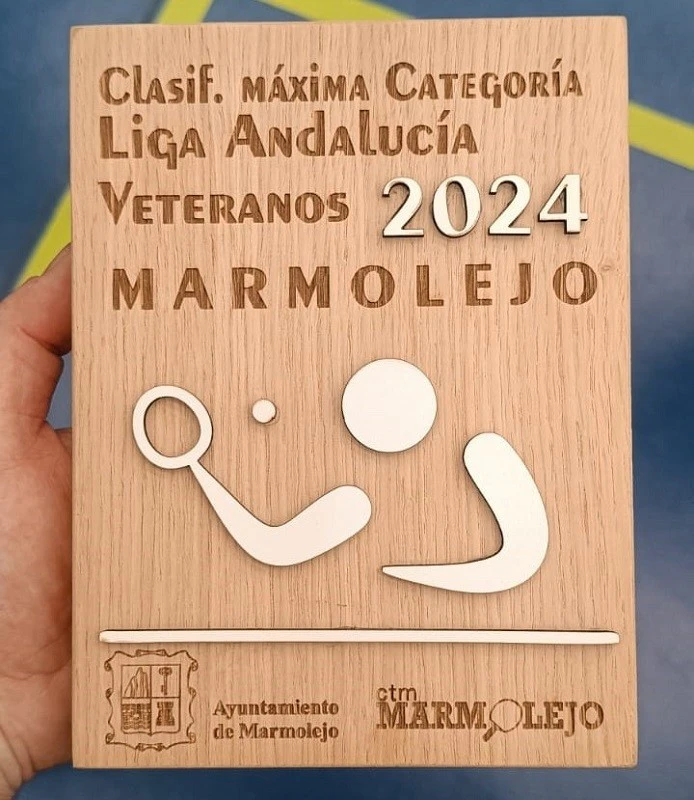 Clasif. MÁXIMA CATEGORÍA
LIGA ANDALUCÍA
VETERANOS 2024
MARMOLEJO
Ayuntamiento
de Marmolejo
ctm
MARMOLEJO